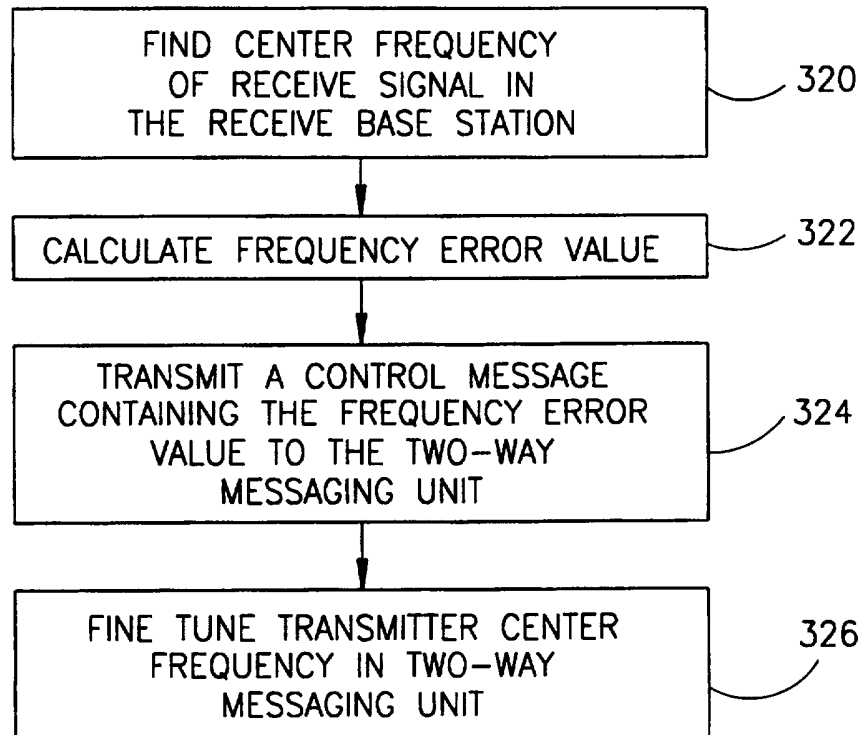 FIND CENTER FREQUENCY
OF RECEIVE SIGNAL IN
THE RECEIVE BASE STATION
320
CALCULATE FREQUENCY ERROR VALUE
322
TRANSMIT A CONTROL MESSAGE
CONTAINING THE FREQUENCY ERROR
VALUE TO THE TWO-WAY
MESSAGING UNIT
324
FINE TUNE TRANSMITTER CENTER
FREQUENCY IN TWO-WAY
MESSAGING UNIT
326